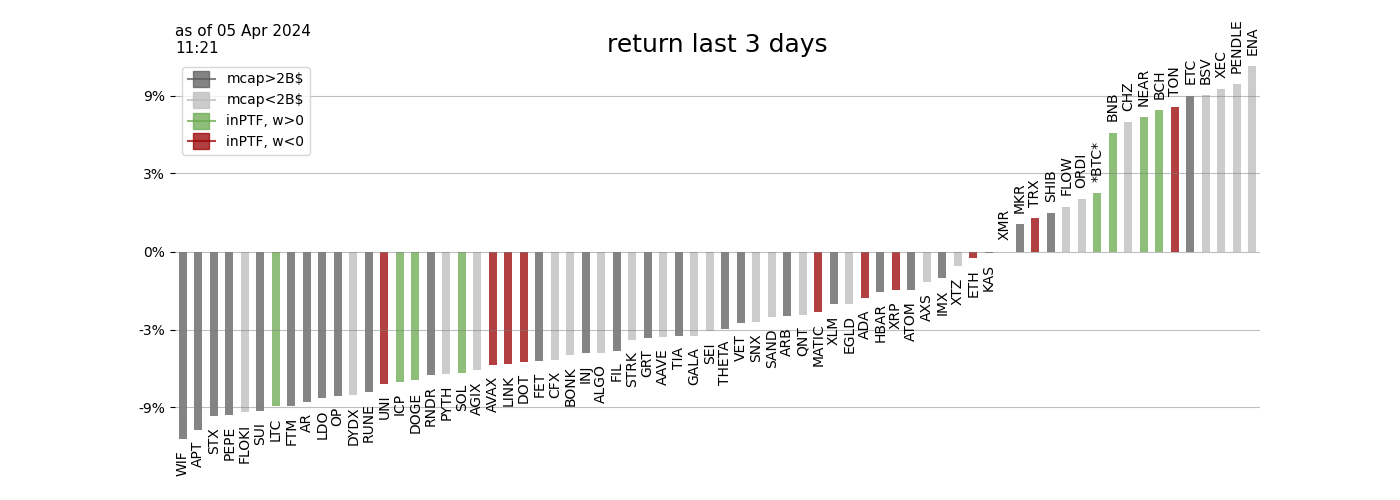 as of 05 Apr 2024
11:21
return last 3 days
mcap>2B$
mcap<2B$
inPTF, w>0
inPTF, w<0
9%
3%
0%
-3%
-9%
WIF
APT
STX
PEPE
FLOKI
SUI
LTC
FTM
AR
LDO
OP
DYDX
RUNE
UNI
ICP
DOGE
RNDR
PYTH
SOL
AGIX
AVAX
LINK
DOT
FET
CFX
BONK
INJ
ALGO
FIL
STRK
GRT
AAVE
TIA
GALA
SEI
THETA
VET
SNX
SAND
ARB
QNT
MATIC
XLM
EGLD
ADA
HBAR
XRP
ATOM
AXS
IMX
XTZ
ETH
KAS
XMR
MKR
TRX
SHIB
FLOW
ORDI
*BTC*
BNB
CHZ
NEAR
BCH
TON
ETC
BSV
XEC
PENDLE
ENA